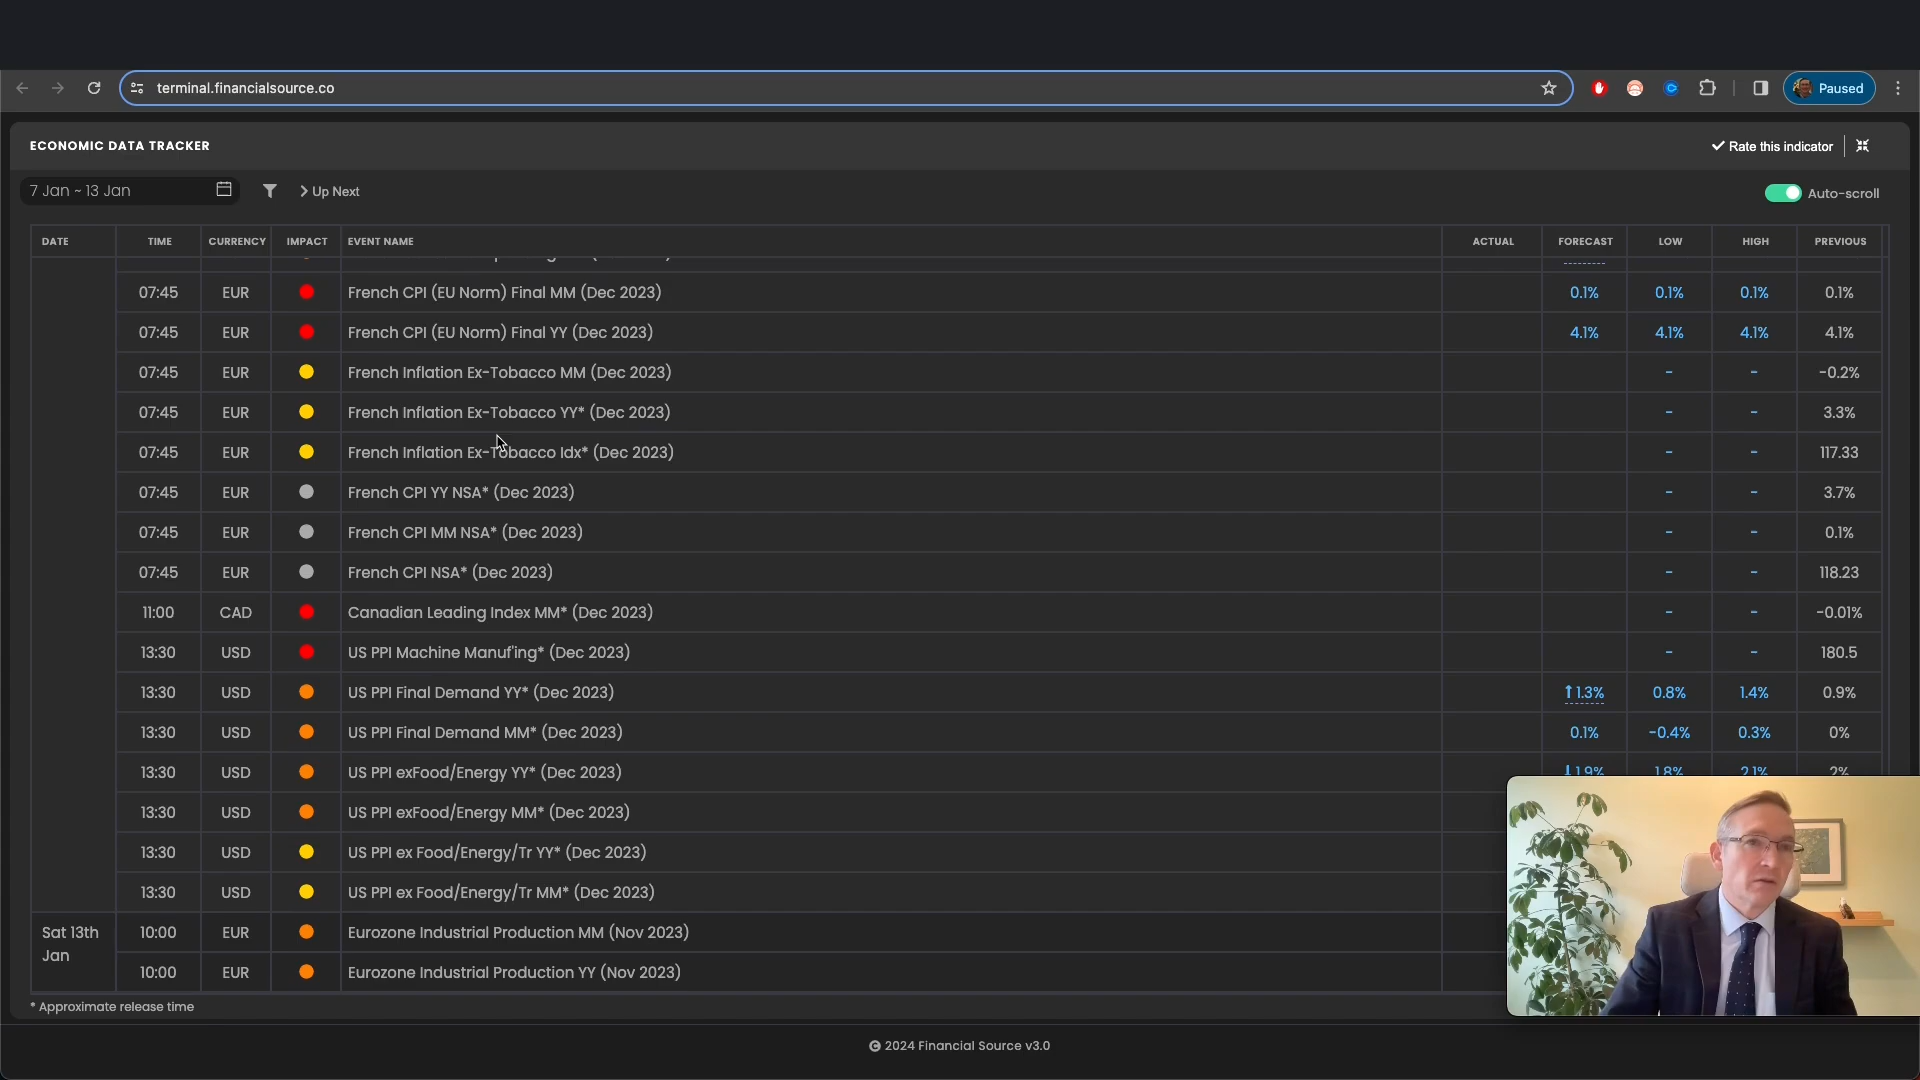 terminal.financialsource.co
Paused
ECONOMIC DATA TRACKER
Rate this indicator
7 Jan ~ 13 Jan
Up Next
Auto-scroll
DATE TIME CURRENCY IMPACT EVENT NAME ACTUAL FORECAST LOW HIGH PREVIOUS
07:45 EUR French CPI (EU Norm) Final MM (Dec 2023) 0.1% 0.1% 0.1% 0.1%
07:45 EUR French CPI (EU Norm) Final YY (Dec 2023) 4.1% 4.1% 4.1% 4.1%
07:45 EUR French Inflation Ex-Tobacco MM (Dec 2023) - - -0.2%
07:45 EUR French Inflation Ex-Tobacco YY* (Dec 2023) - - 3.3%
07:45 EUR French Inflation Ex-Tobacco Idx* (Dec 2023) - - 117.33
07:45 EUR French CPI YY NSA* (Dec 2023) - - 3.7%
07:45 EUR French CPI MM NSA* (Dec 2023) - - 0.1%
07:45 EUR French CPI NSA* (Dec 2023) - - 118.23
11:00 CAD Canadian Leading Index MM* (Dec 2023) - - -0.01%
13:30 USD US PPI Machine Manuf'ing* (Dec 2023) - - 180.5
13:30 USD US PPI Final Demand YY* (Dec 2023) ↑1.3% 0.8% 1.4% 0.9%
13:30 USD US PPI Final Demand MM* (Dec 2023) 0.1% -0.4% 0.3% 0%
13:30 USD US PPI exFood/Energy YY* (Dec 2023) ↓1.9% 1.8% 2.1% 2%
13:30 USD US PPI exFood/Energy MM* (Dec 2023)
13:30 USD US PPI ex Food/Energy/Tr YY* (Dec 2023)
13:30 USD US PPI ex Food/Energy/Tr MM* (Dec 2023)
Sat 13th Jan 10:00 EUR Eurozone Industrial Production MM (Nov 2023)
10:00 EUR Eurozone Industrial Production YY (Nov 2023)
* Approximate release time
© 2024 Financial Source v3.0